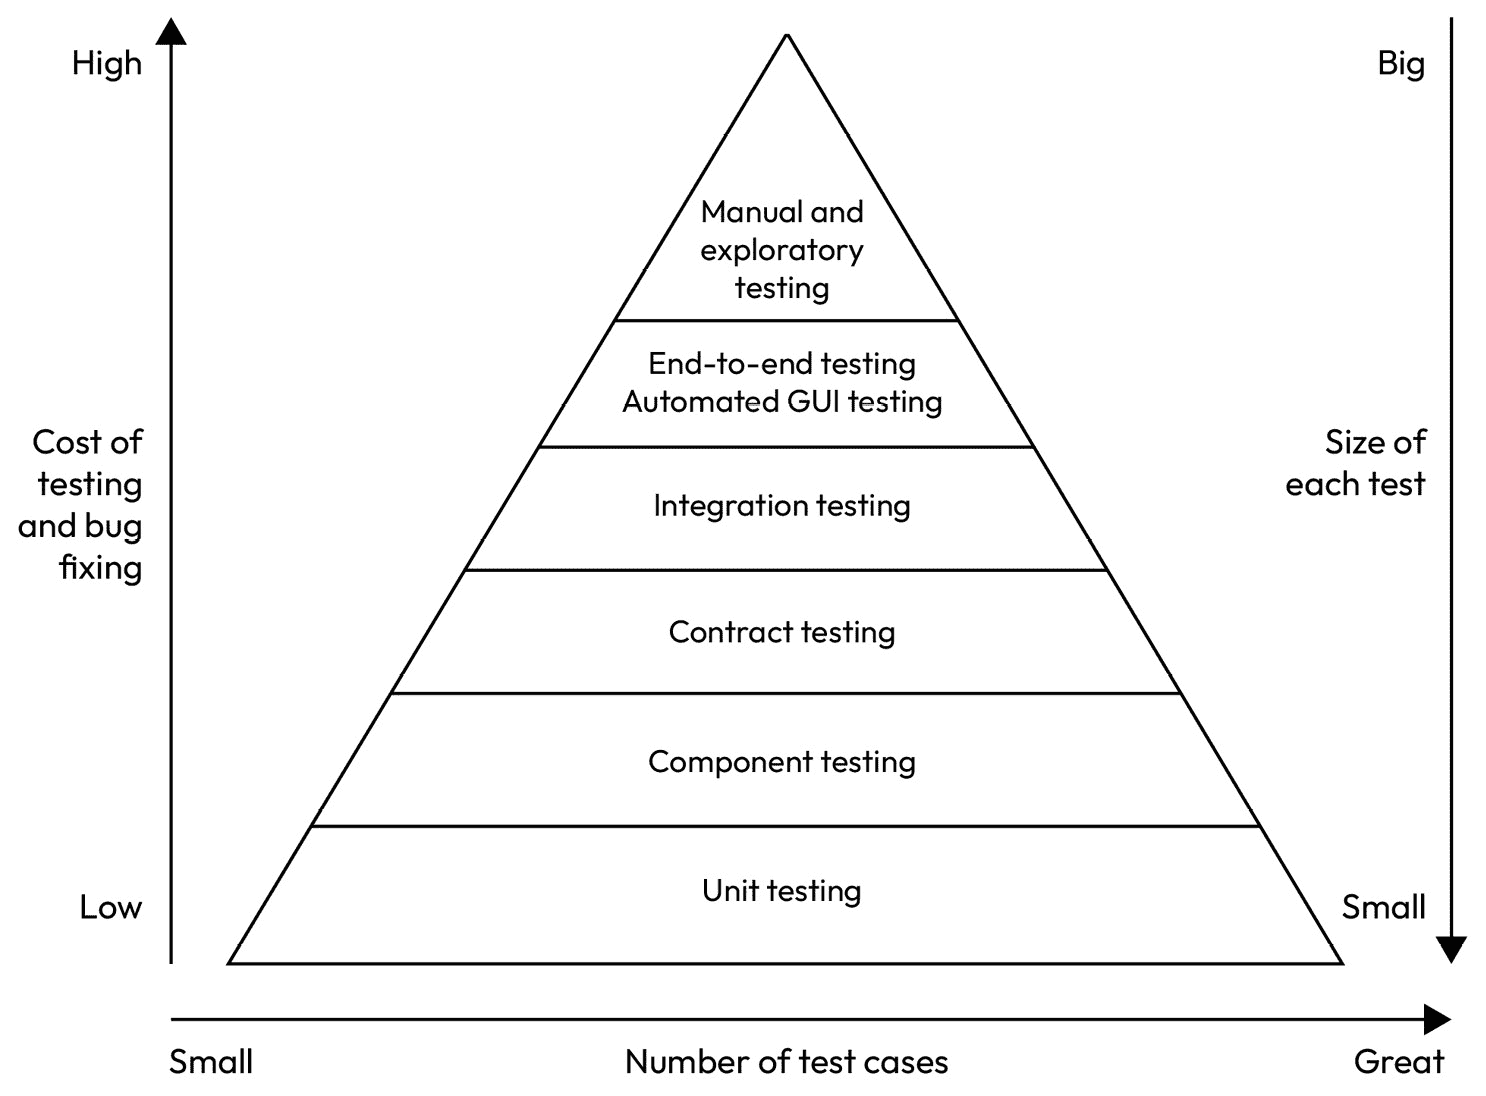 High
Big
Manual and
exploratory
testing
End-to-end testing
Automated GUI testing
Cost of
testing
and bug
fixing
Size of
each test
Integration testing
Contract testing
Component testing
Unit testing
Low
Small
Small
Number of test cases
Great